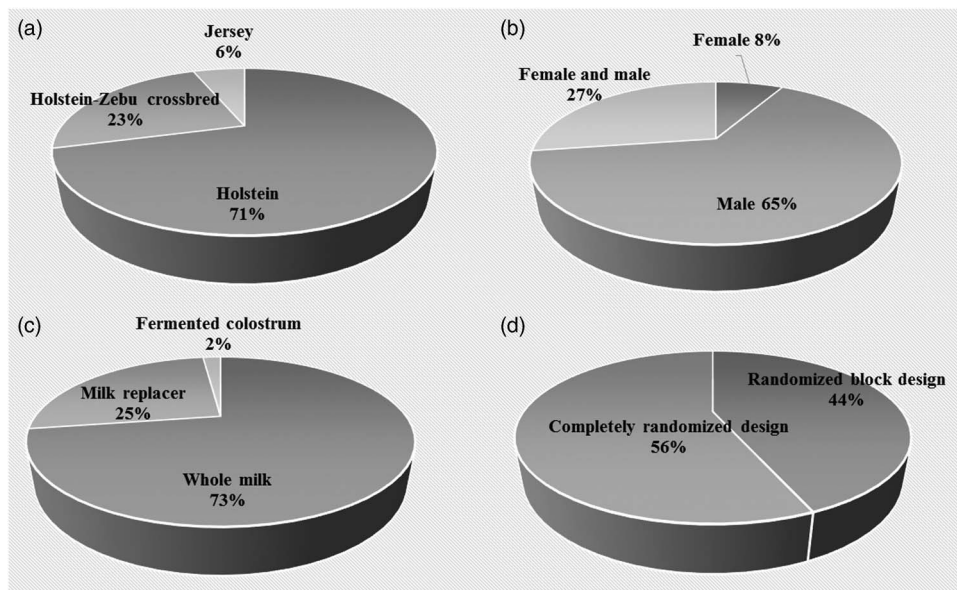 (a)
Jersey
6%
Holstein-Zebu crossbred
23%
Holstein
71%
(b)
Female 8%
Female and male
27%
Male 65%
(c)
Fermented colostrum
2%
Milk replacer
25%
Whole milk
73%
(d)
Randomized block design
44%
Completely randomized design
56%